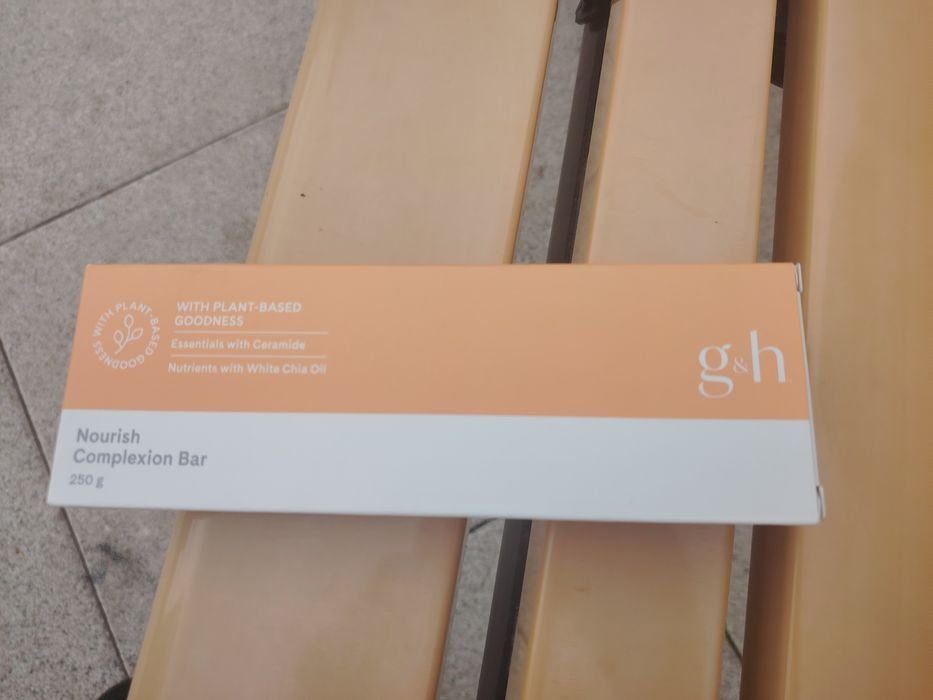 WITH PLANT-BASED GOODNESS
WITH PLANT-BASED
GOODNESS
Essentials with Ceramide
Nutrients with White Chia Oil
g&h
Nourish
Complexion Bar
250 g